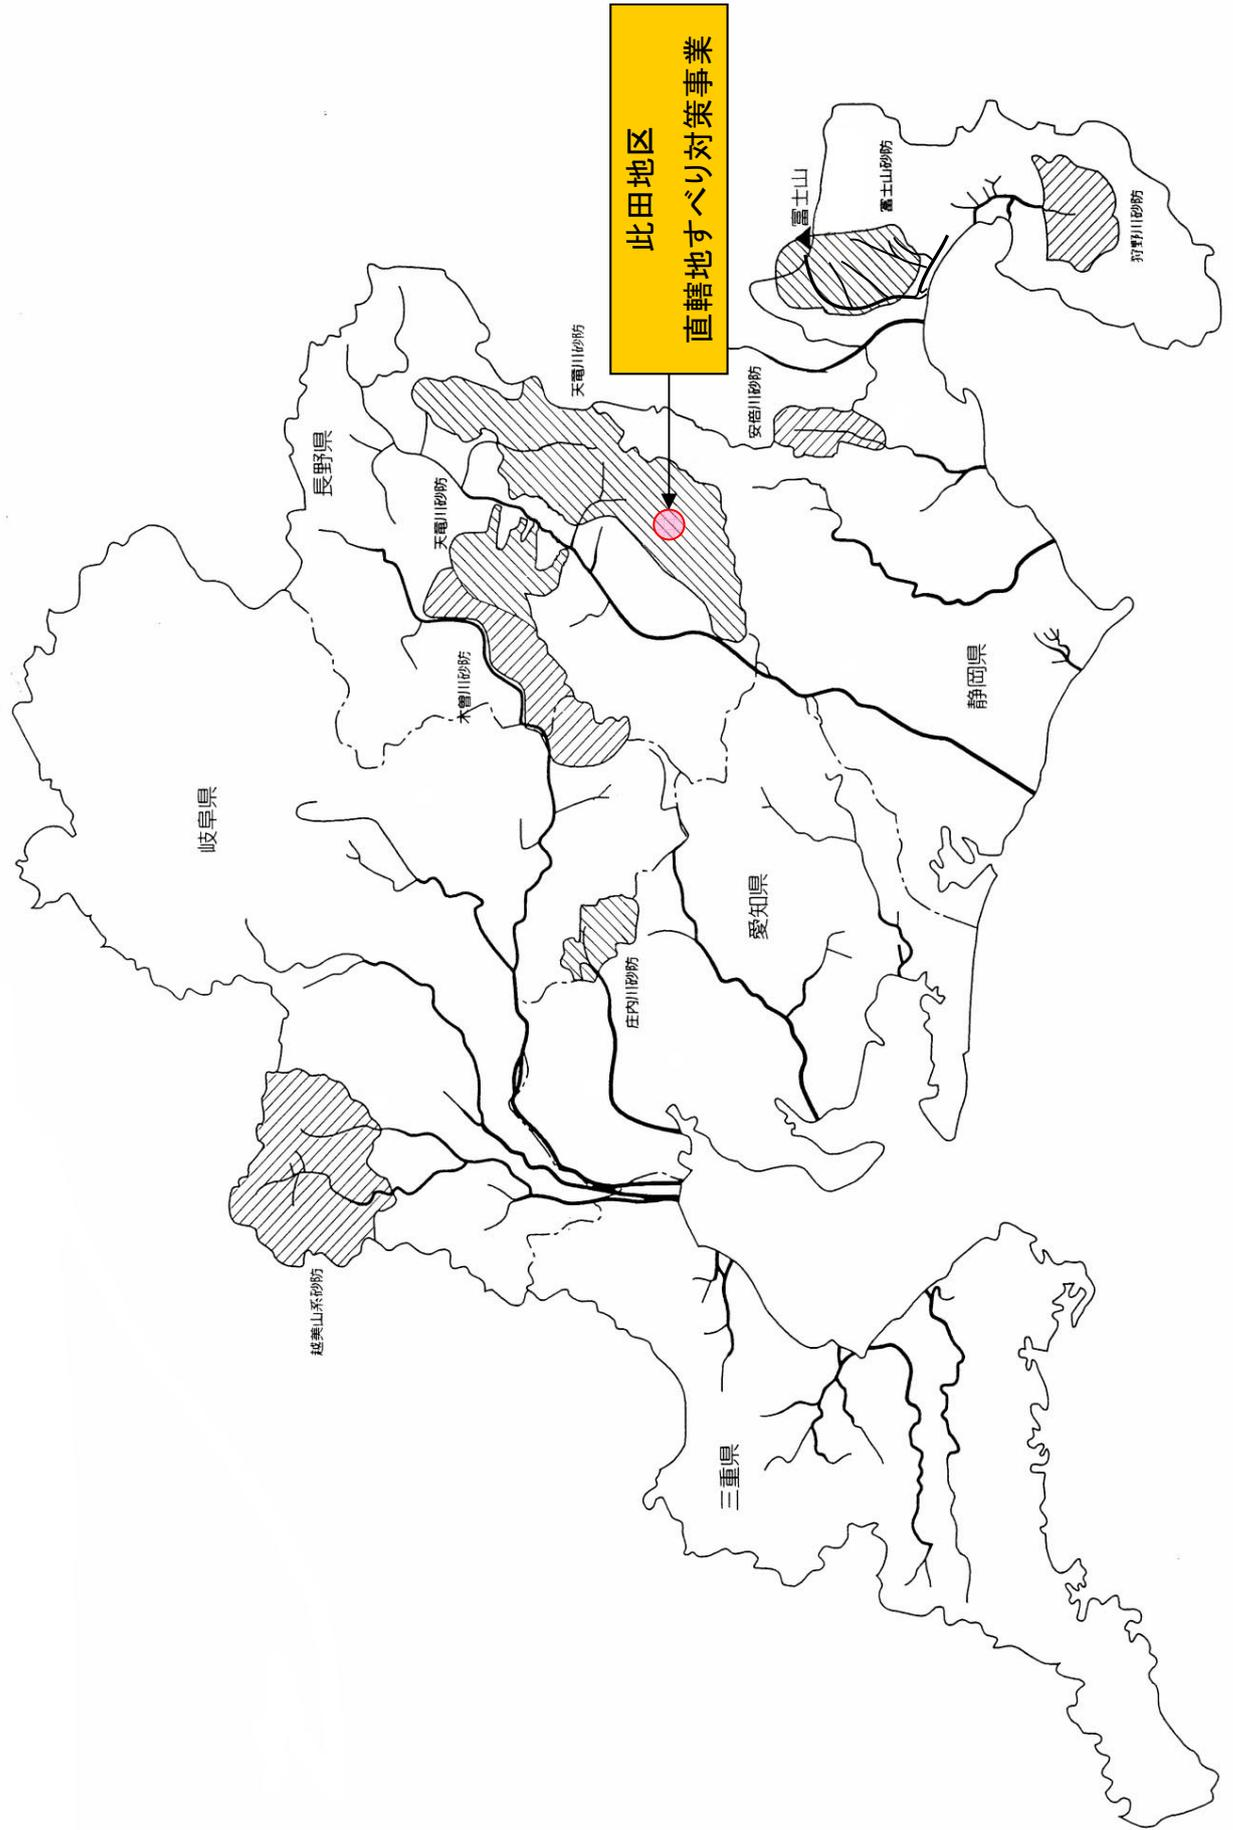 此田地区
直轄地すべり対策事業
富士山
富士山砂防
狩野川砂防
天竜川砂防
安倍川砂防
長野県
天竜川砂防
木曽川砂防
静岡県
岐阜県
愛知県
庄内川砂防
越美山系砂防
三重県